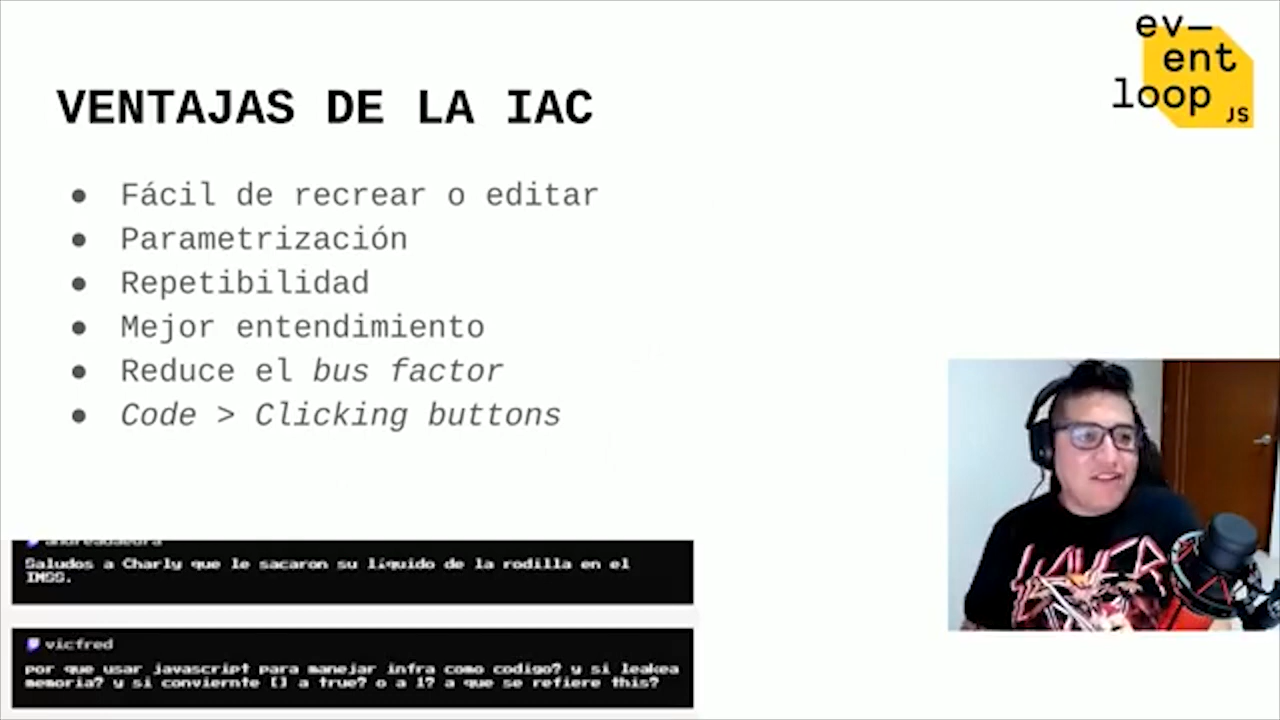 ev—
ent
loop
JS
VENTAJAS DE LA IAC
● Fácil de recrear o editar
● Parametrización
● Repetibilidad
● Mejor entendimiento
● Reduce el bus factor
● Code > Clicking buttons
Saludos a Charly que le sacaron su líquido de la rodilla en el
IMSS.
vicfred
por que usar javascript para manejar infra como codigo? y si leakea
memoria? y si conviernte [] a true? o a 1? a que se refiere this?